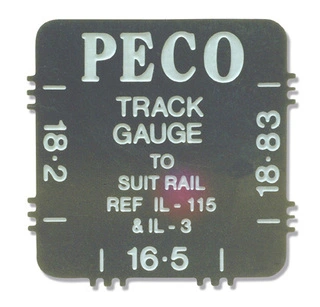 PECO
TRACK
GAUGE
TO
SUIT RAIL
REF IL - 115
& IL - 3
18·2
18·83
16·5